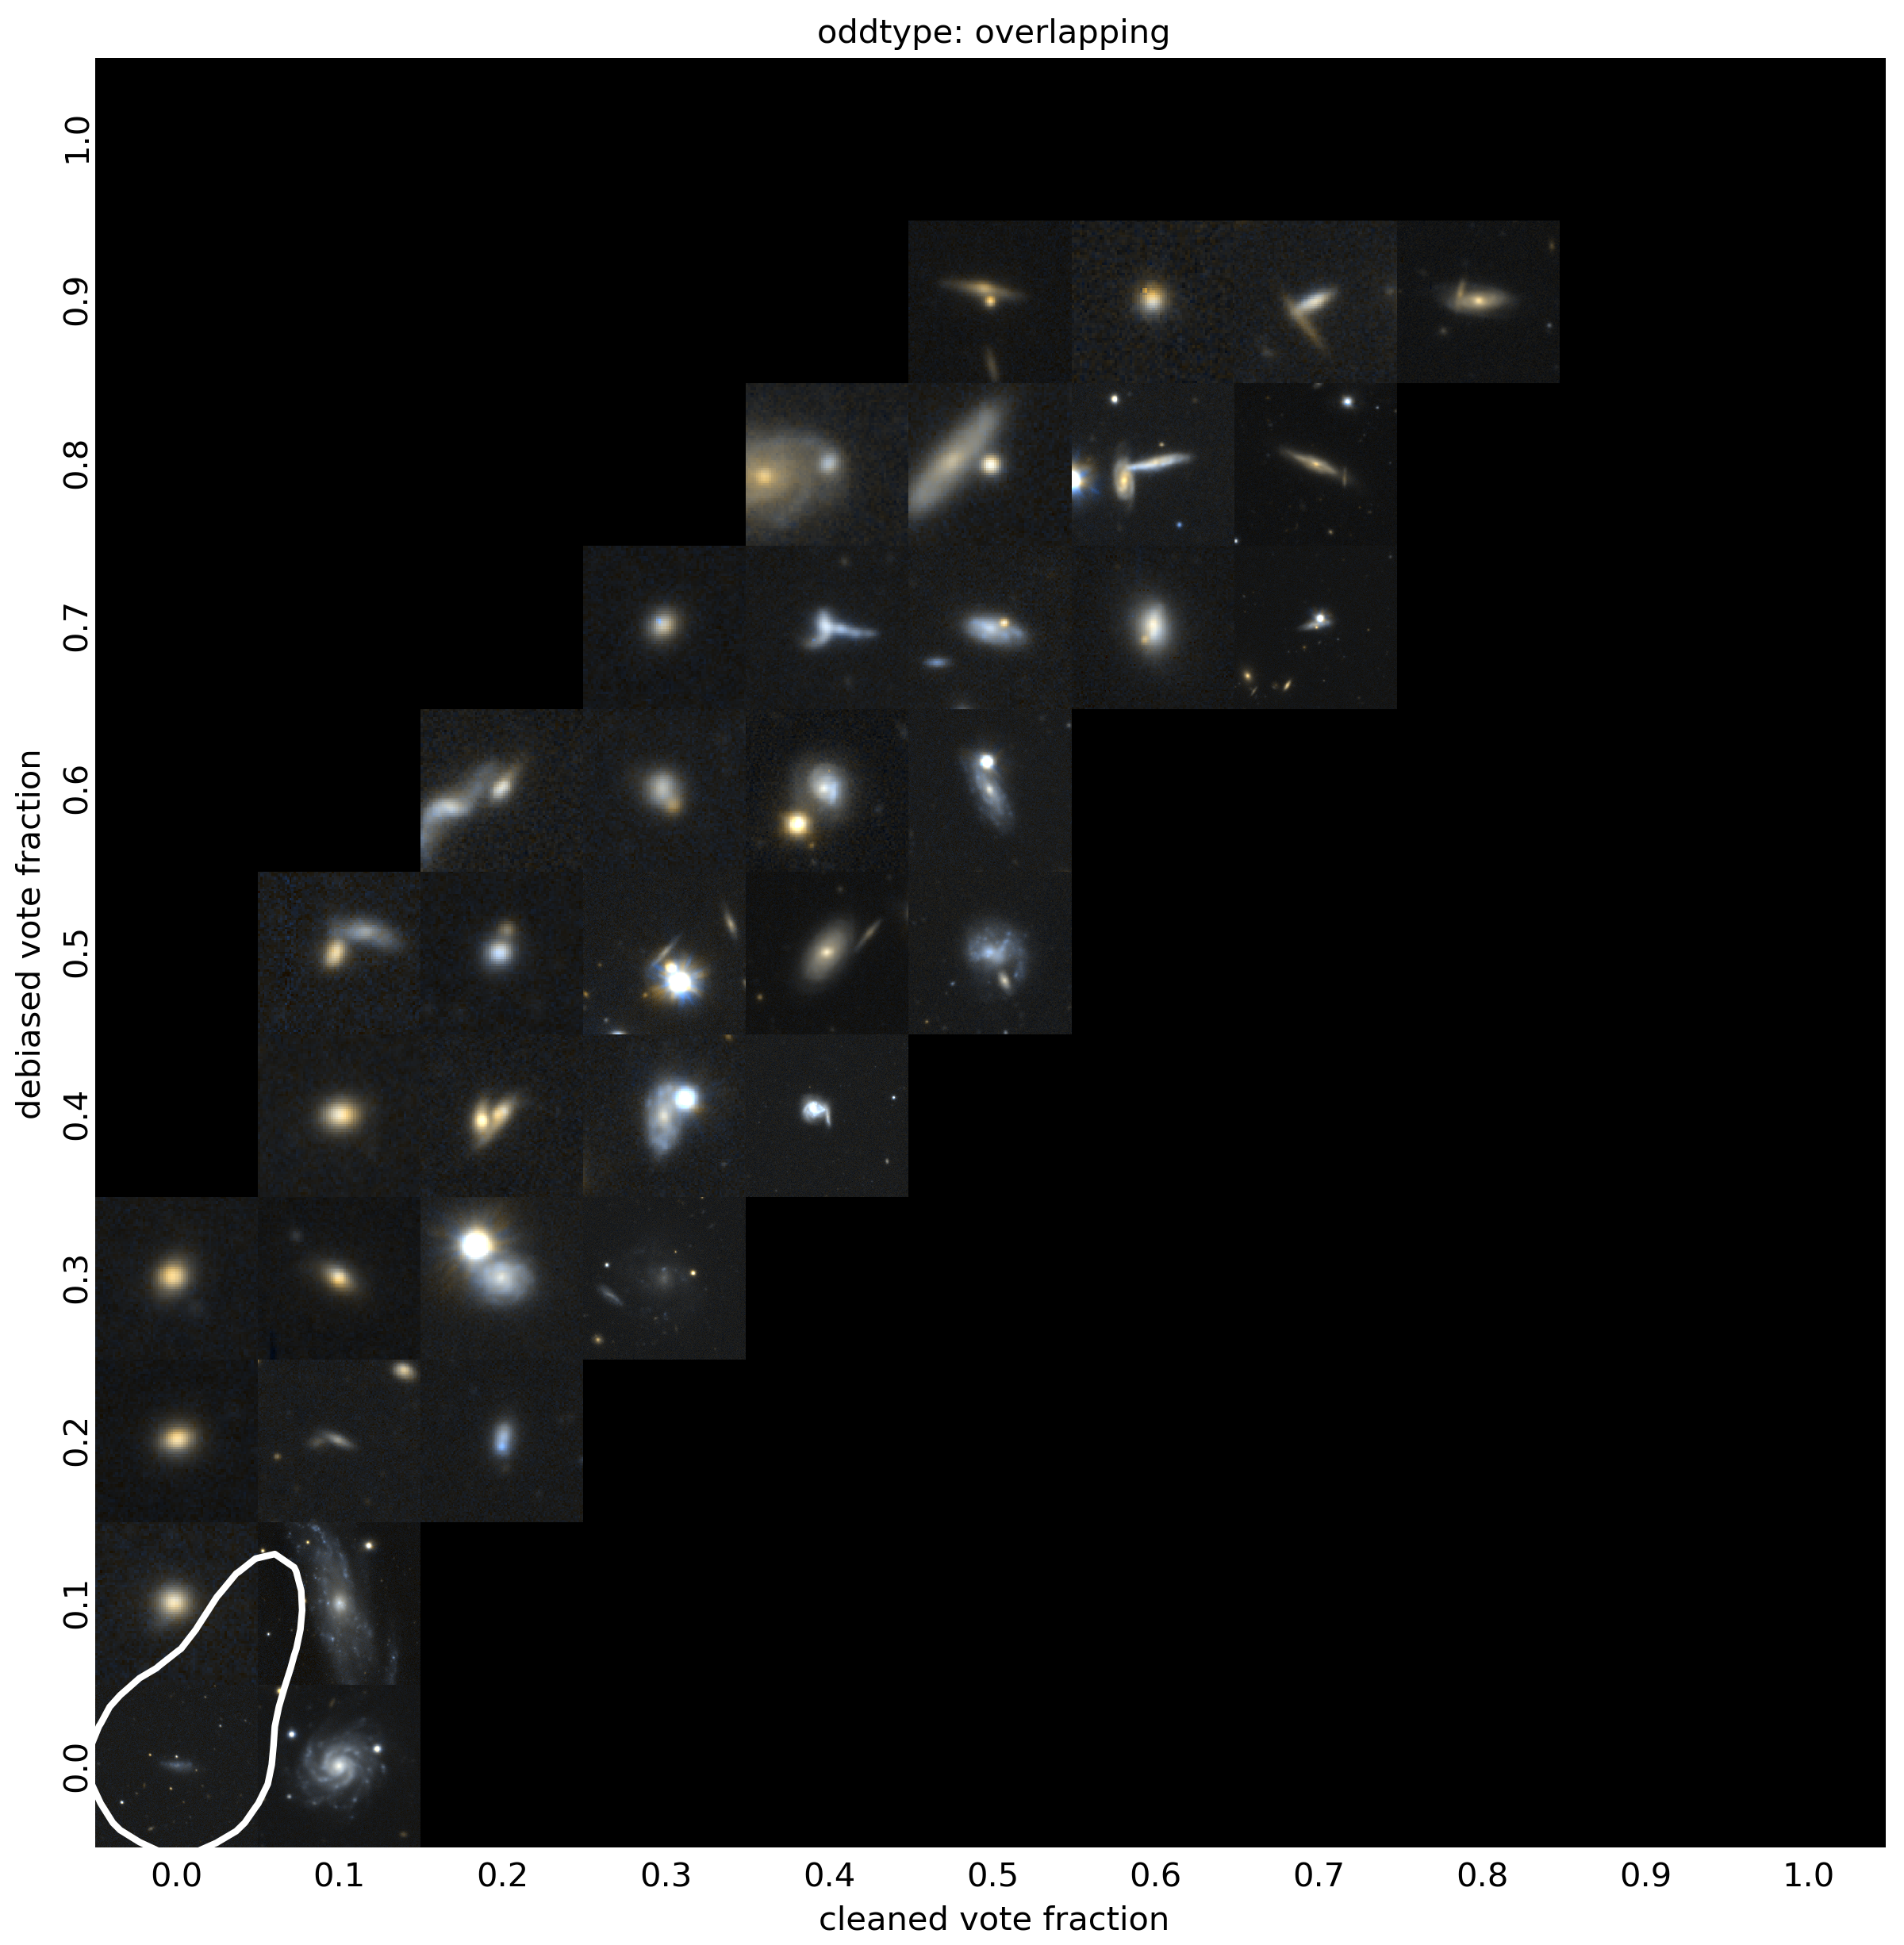 oddtype: overlapping
debiased vote fraction
1.0
0.9
0.8
0.7
0.6
0.5
0.4
0.3
0.2
0.1
0.0
0.0 0.1 0.2 0.3 0.4 0.5 0.6 0.7 0.8 0.9 1.0
cleaned vote fraction